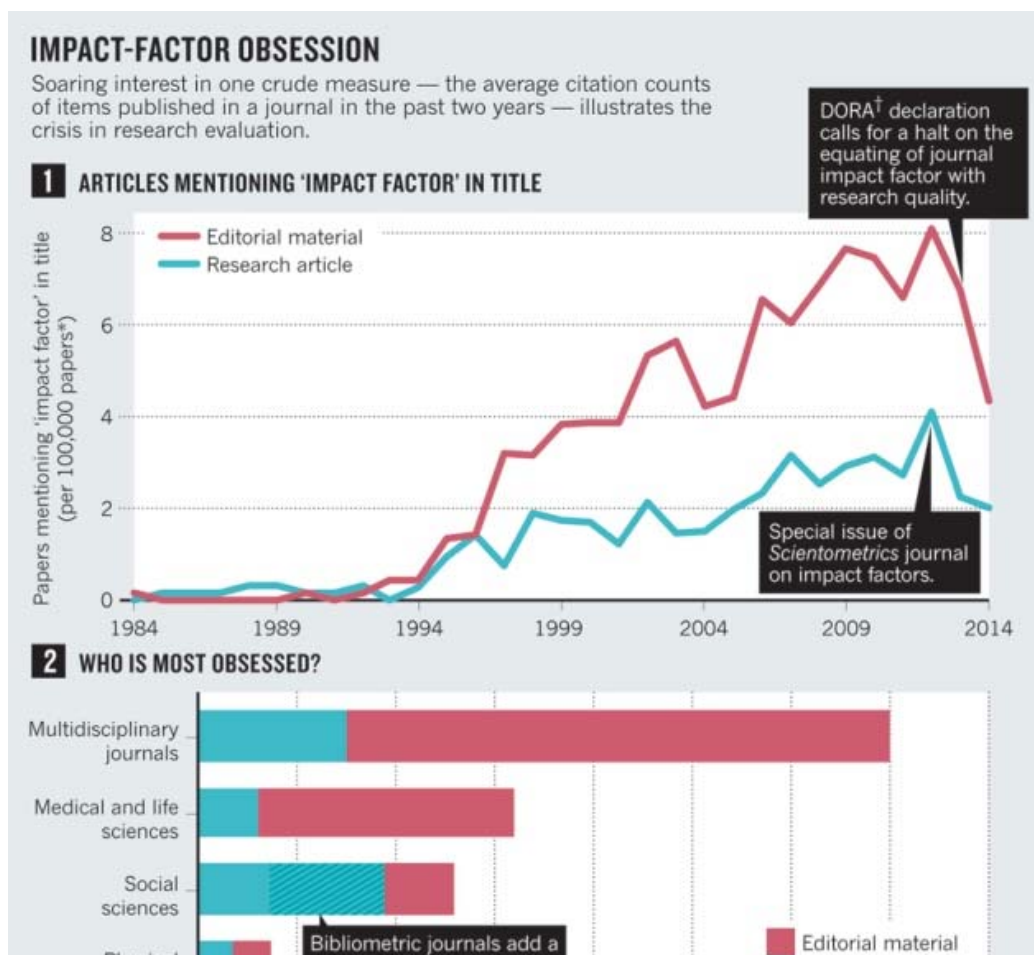 IMPACT-FACTOR OBSESSION
Soaring interest in one crude measure — the average citation counts
of items published in a journal in the past two years — illustrates the
crisis in research evaluation.
DORA† declaration
calls for a halt on the
equating of journal
impact factor with
research quality.
1 ARTICLES MENTIONING ‘IMPACT FACTOR’ IN TITLE
Papers mentioning ‘impact factor’ in title
(per 100,000 papers*)
8
6
4
2
0
Editorial material
Research article
Special issue of
Scientometrics journal
on impact factors.
1984 1989 1994 1999 2004 2009 2014
2 WHO IS MOST OBSESSED?
Multidisciplinary
journals
Medical and life
sciences
Social
sciences
Bibliometric journals add a
Editorial material